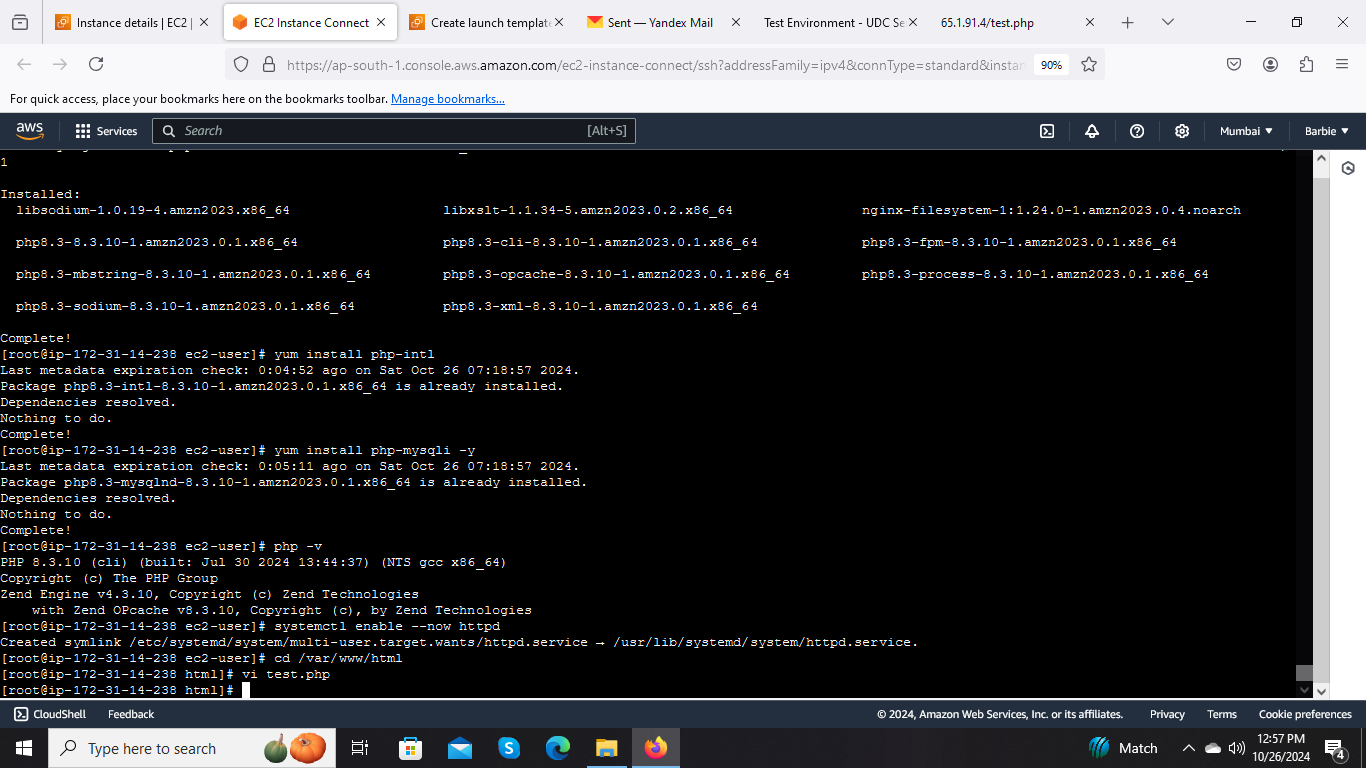 Instance details | EC2 |
EC2 Instance Connect
Create launch template
Sent — Yandex Mail
Test Environment - UDC Se
65.1.91.4/test.php
https://ap-south-1.console.aws.amazon.com/ec2-instance-connect/ssh?addressFamily=ipv4&connType=standard&instan
90%
For quick access, place your bookmarks here on the bookmarks toolbar. Manage bookmarks...
aws
Services
Search
[Alt+S]
Mumbai
Barbie
1
Installed:
libsodium-1.0.19-4.amzn2023.x86_64 libxslt-1.1.34-5.amzn2023.0.2.x86_64 nginx-filesystem-1:1.24.0-1.amzn2023.0.4.noarch
php8.3-8.3.10-1.amzn2023.0.1.x86_64 php8.3-cli-8.3.10-1.amzn2023.0.1.x86_64 php8.3-fpm-8.3.10-1.amzn2023.0.1.x86_64
php8.3-mbstring-8.3.10-1.amzn2023.0.1.x86_64 php8.3-opcache-8.3.10-1.amzn2023.0.1.x86_64 php8.3-process-8.3.10-1.amzn2023.0.1.x86_64
php8.3-sodium-8.3.10-1.amzn2023.0.1.x86_64 php8.3-xml-8.3.10-1.amzn2023.0.1.x86_64
Complete!
[root@ip-172-31-14-238 ec2-user]# yum install php-intl
Last metadata expiration check: 0:04:52 ago on Sat Oct 26 07:18:57 2024.
Package php8.3-intl-8.3.10-1.amzn2023.0.1.x86_64 is already installed.
Dependencies resolved.
Nothing to do.
Complete!
[root@ip-172-31-14-238 ec2-user]# yum install php-mysqli -y
Last metadata expiration check: 0:05:11 ago on Sat Oct 26 07:18:57 2024.
Package php8.3-mysqlnd-8.3.10-1.amzn2023.0.1.x86_64 is already installed.
Dependencies resolved.
Nothing to do.
Complete!
[root@ip-172-31-14-238 ec2-user]# php -v
PHP 8.3.10 (cli) (built: Jul 30 2024 13:44:37) (NTS gcc x86_64)
Copyright (c) The PHP Group
Zend Engine v4.3.10, Copyright (c) Zend Technologies
with Zend OPcache v8.3.10, Copyright (c), by Zend Technologies
[root@ip-172-31-14-238 ec2-user]# systemctl enable --now httpd
Created symlink /etc/systemd/system/multi-user.target.wants/httpd.service → /usr/lib/systemd/system/httpd.service.
[root@ip-172-31-14-238 ec2-user]# cd /var/www/html
[root@ip-172-31-14-238 html]# vi test.php
[root@ip-172-31-14-238 html]#
CloudShell
Feedback
© 2024, Amazon Web Services, Inc. or its affiliates.
Privacy
Terms
Cookie preferences
Type here to search
Match
12:57 PM
10/26/2024
4